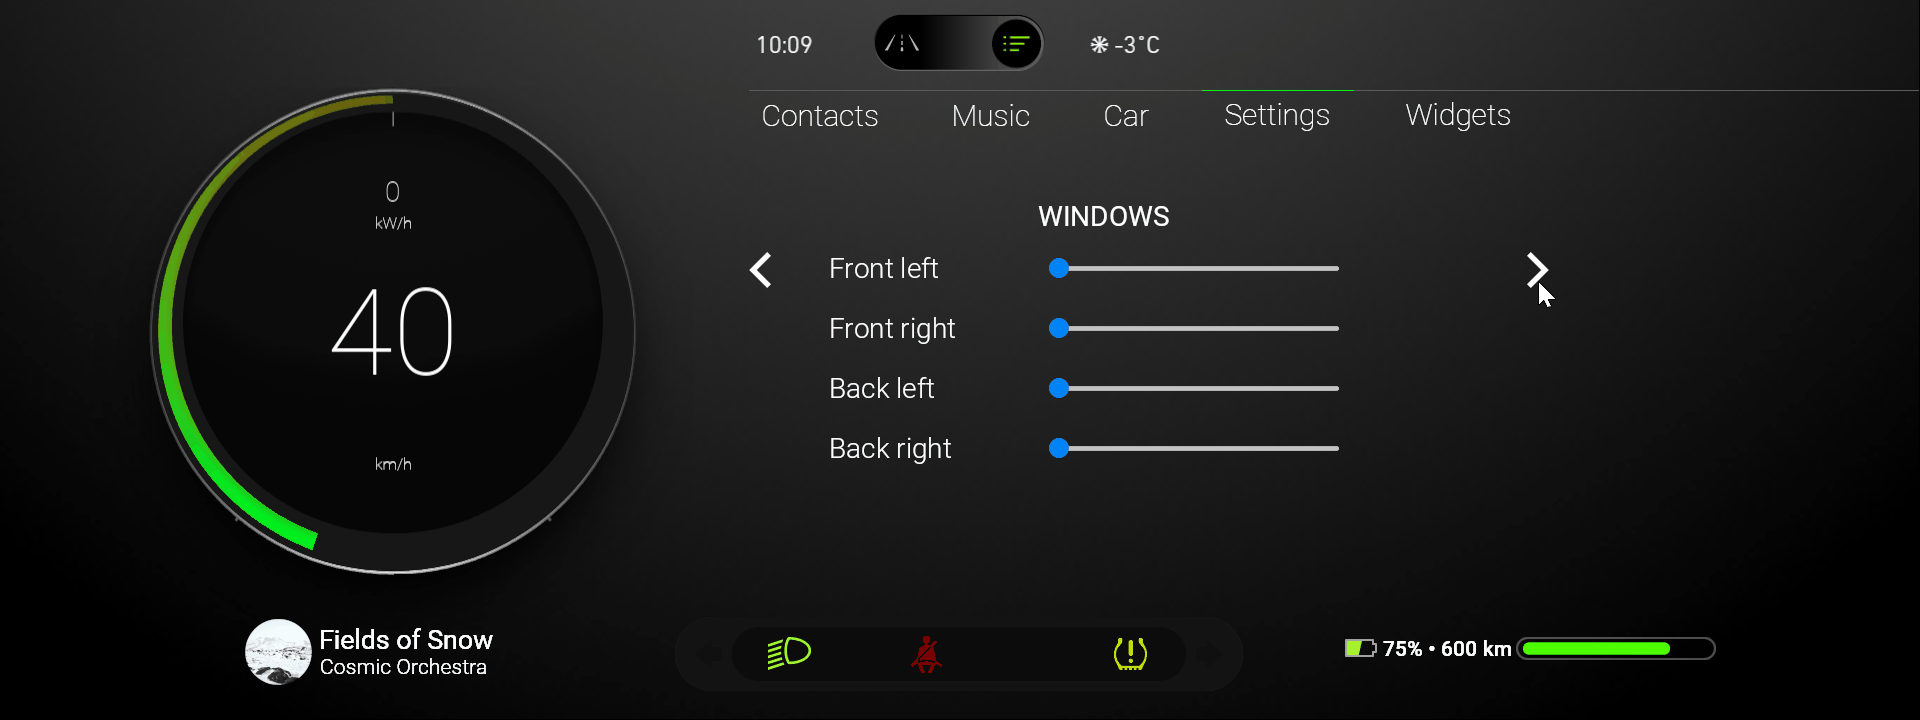 10:09
-3°C
Contacts
Music
Car
Settings
Widgets
0
kW/h
40
km/h
WINDOWS
Front left
Front right
Back left
Back right
Fields of Snow
Cosmic Orchestra
75% • 600 km